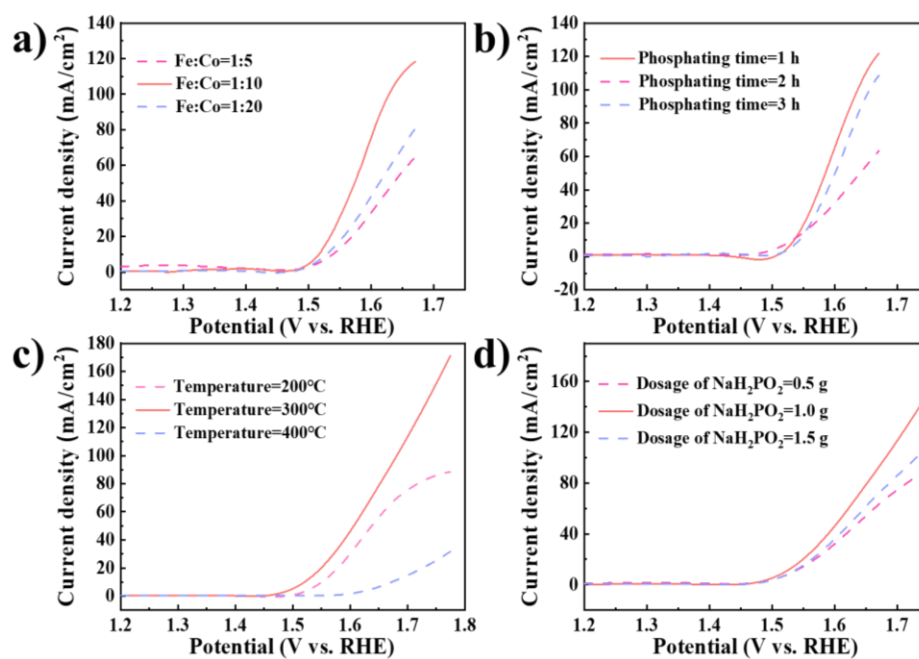 a)
Current density (mA/cm²)
140
120
100
80
60
40
20
0
Fe:Co=1:5
Fe:Co=1:10
Fe:Co=1:20
1.2 1.3 1.4 1.5 1.6 1.7
Potential (V vs. RHE)
b)
Current density (mA/cm²)
140
120
100
80
60
40
20
0
-20
Phosphating time=1 h
Phosphating time=2 h
Phosphating time=3 h
1.2 1.3 1.4 1.5 1.6 1.7
Potential (V vs. RHE)
c)
Current density (mA/cm²)
180
160
140
120
100
80
60
40
20
0
Temperature=200℃
Temperature=300℃
Temperature=400℃
1.2 1.3 1.4 1.5 1.6 1.7 1.8
Potential (V vs. RHE)
d)
Current density (mA/cm²)
160
120
80
40
0
Dosage of NaH₂PO₂=0.5 g
Dosage of NaH₂PO₂=1.0 g
Dosage of NaH₂PO₂=1.5 g
1.2 1.3 1.4 1.5 1.6 1.7
Potential (V vs. RHE)